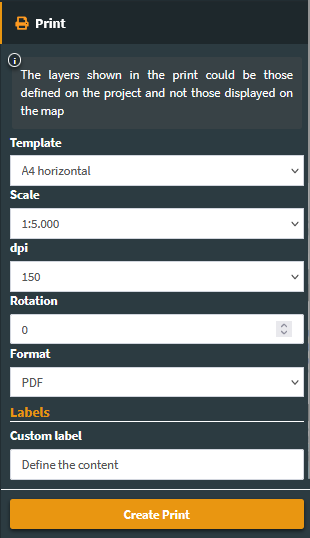 Print
The layers shown in the print could be those
defined on the project and not those displayed on
the map
Template
A4 horizontal
Scale
1:5.000
dpi
150
Rotation
0
Format
PDF
Labels
Custom label
Define the content
Create Print